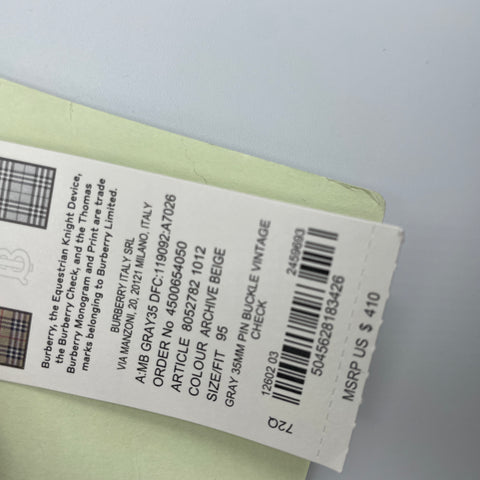 Burberry, the Equestrian Knight Device,
the Burberry Check, and the Thomas
Burberry Monogram and Print are trade
marks belonging to Burberry Limited.
BURBERRY ITALY SRL
VIA MANZONI, 20, 20121 MILANO, ITALY
A:MB GRAY35 DFC:119092:A7026
ORDER No 4500654050
ARTICLE 8052782 1012
COLOUR ARCHIVE BEIGE
SIZE/FIT 95
GRAY 35MM PIN BUCKLE VINTAGE
CHECK
12602 03
2459693
72Q
5045628183426
MSRP US $ 410